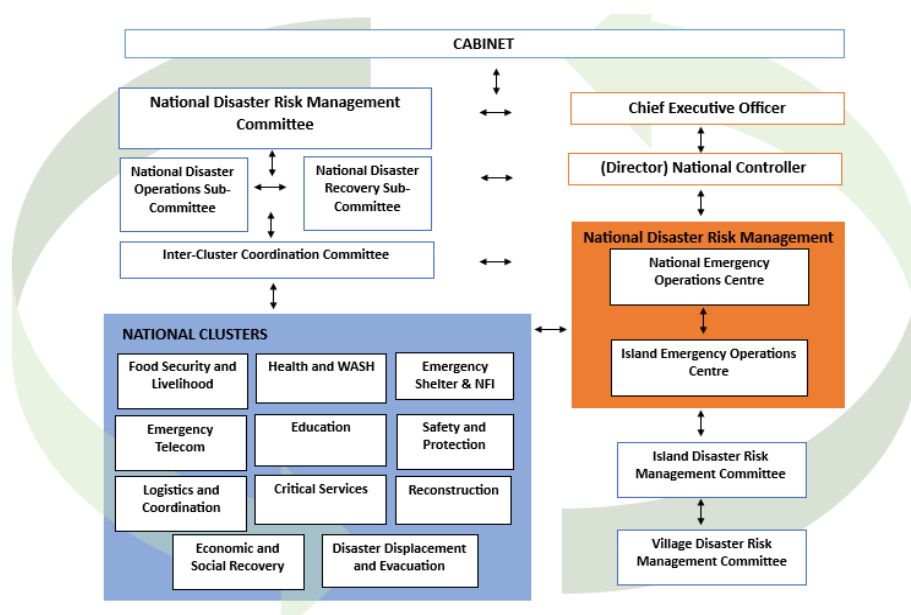 CABINET
National Disaster Risk Management
Committee
Chief Executive Officer
National Disaster
Operations Sub-
Committee
National Disaster
Recovery Sub-
Committee
(Director) National Controller
Inter-Cluster Coordination Committee
National Disaster Risk Management
National Emergency
Operations Centre
Island Emergency Operations
Centre
NATIONAL CLUSTERS
Food Security and
Livelihood
Health and WASH
Emergency
Shelter & NFI
Emergency
Telecom
Education
Safety and
Protection
Logistics and
Coordination
Critical Services
Reconstruction
Economic and
Social Recovery
Disaster Displacement
and Evacuation
Island Disaster Risk
Management Committee
Village Disaster Risk
Management Committee